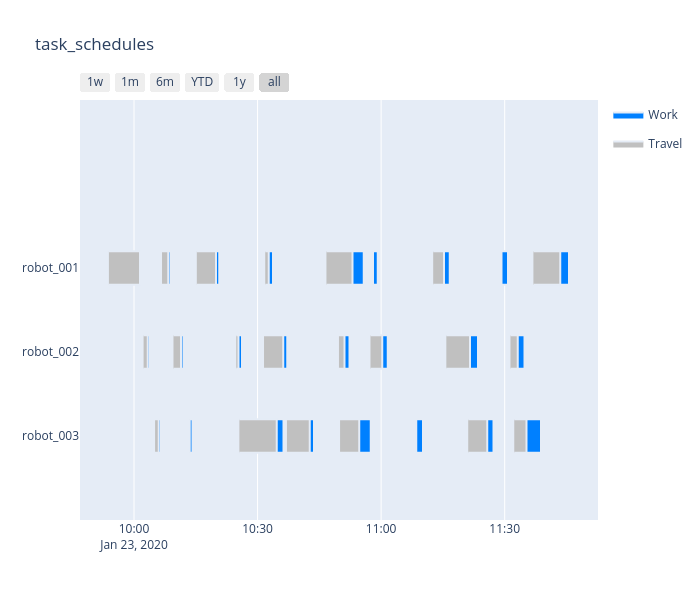 task_schedules
1w 1m 6m YTD 1y all
Work
Travel
robot_001
robot_002
robot_003
10:00 10:30 11:00 11:30
Jan 23, 2020